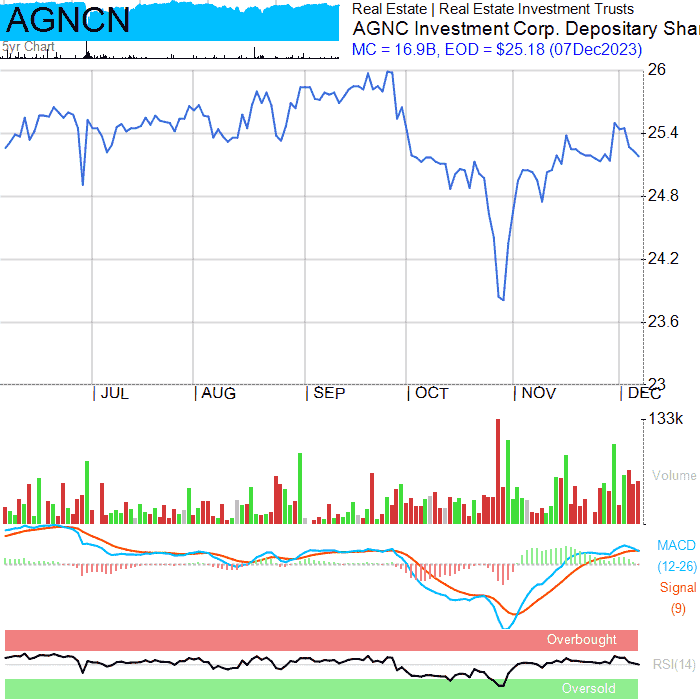 AGNCN
5yr Chart
Real Estate | Real Estate Investment Trusts
AGNC Investment Corp. Depositary Shar
MC = 16.9B, EOD = $25.18 (07Dec2023)
26
25.4
24.8
24.2
23.6
23
JUL AUG SEP OCT NOV DEC
133k
Volume
MACD
(12-26)
Signal
(9)
Overbought
RSI(14)
Oversold